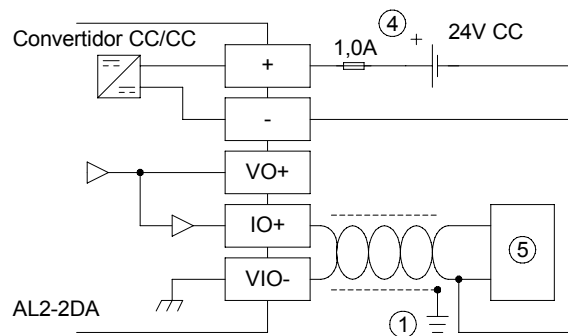 Convertidor CC/CC
+
1,0A
4
+
24V CC
-
VO+
IO+
VIO-
5
AL2-2DA
1